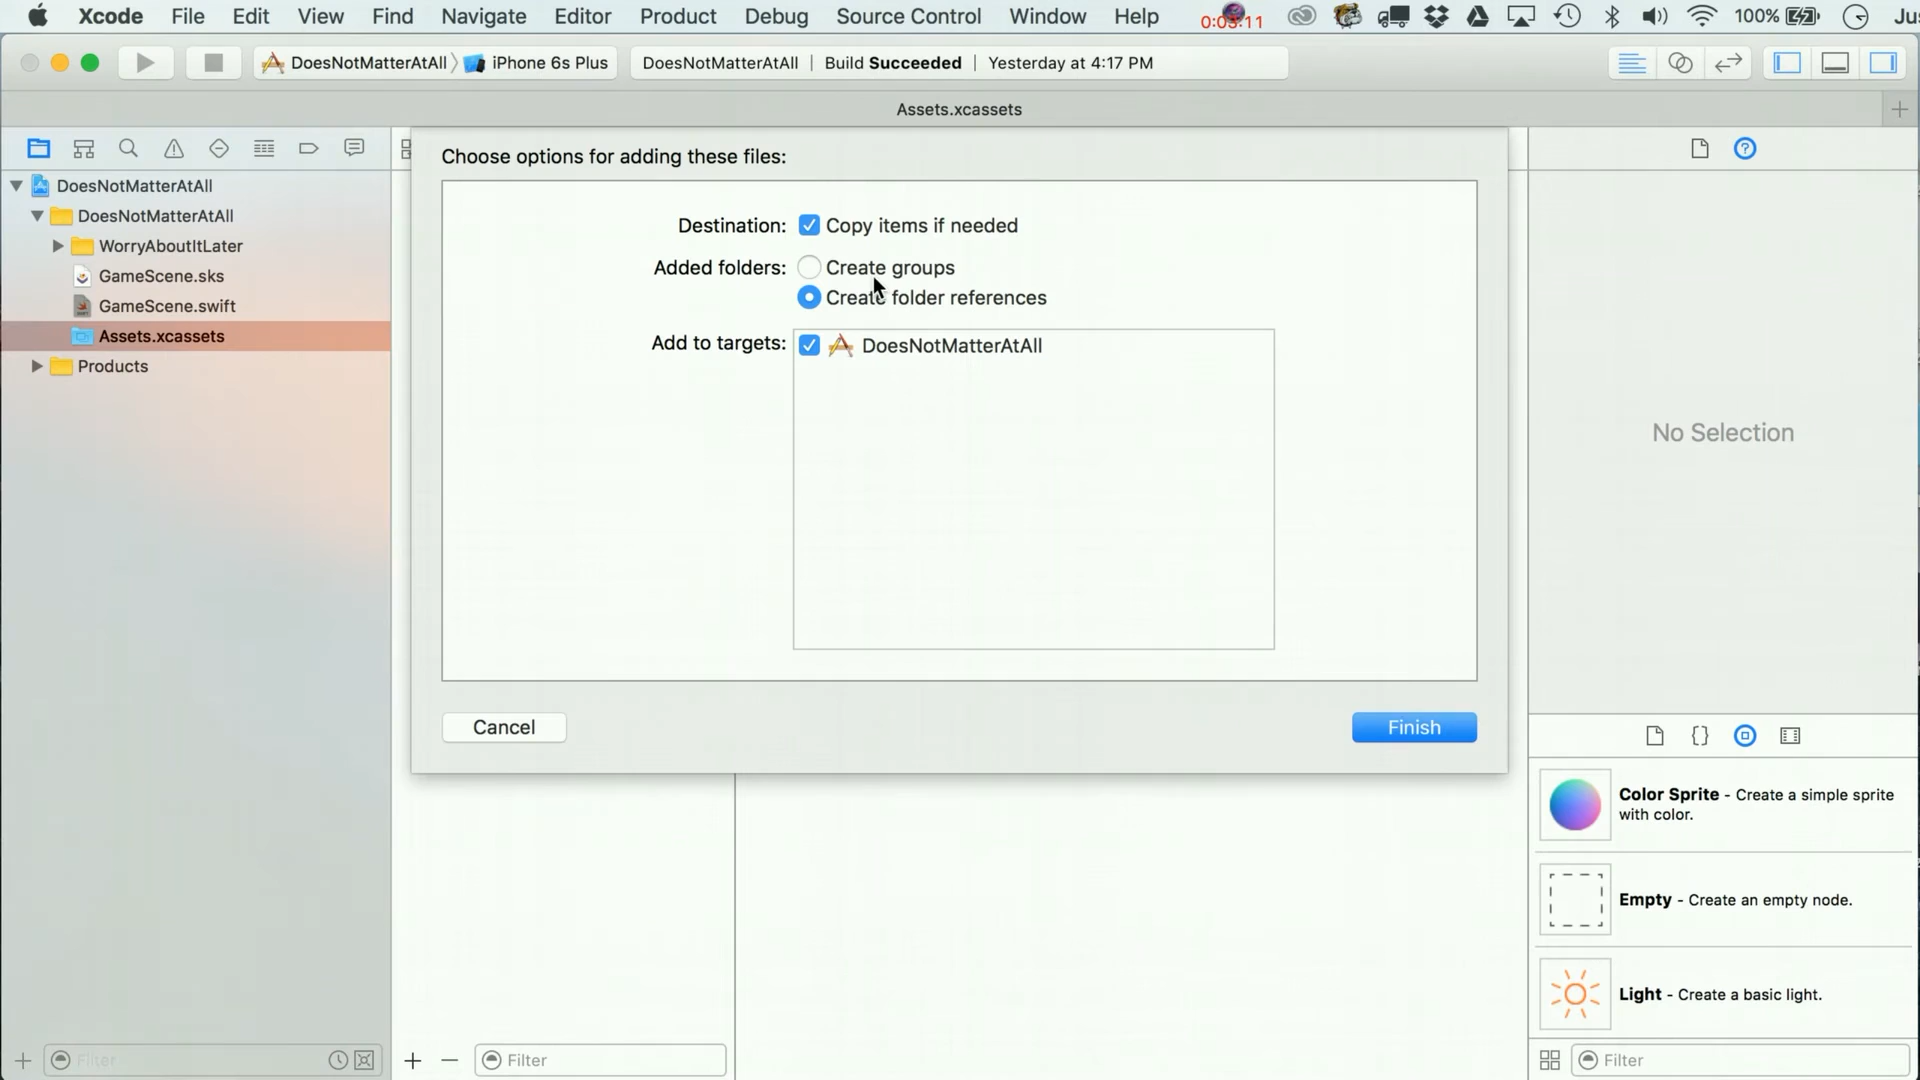 Xcode File Edit View Find Navigate Editor Product Debug Source Control Window Help 0:03:11 100%
DoesNotMatterAtAll iPhone 6s Plus DoesNotMatterAtAll | Build Succeeded | Yesterday at 4:17 PM
Assets.xcassets
Choose options for adding these files:
DoesNotMatterAtAll
DoesNotMatterAtAll
WorryAboutItLater
GameScene.sks
GameScene.swift
Assets.xcassets
Products
Destination: Copy items if needed
Added folders: Create groups
Create folder references
Add to targets: DoesNotMatterAtAll
Cancel
Finish
No Selection
Color Sprite - Create a simple sprite
with color.
Empty - Create an empty node.
Light - Create a basic light.
Filter
Filter
Filter